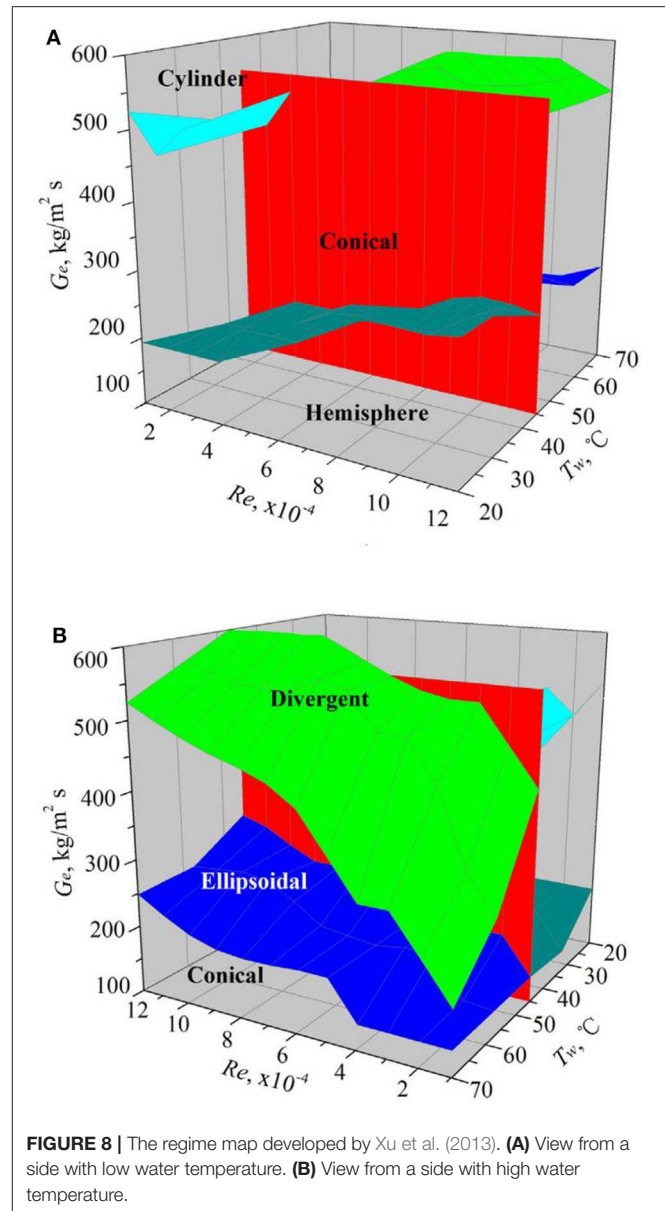 A
600
500
400
300
200
100
Ge, kg/m² s
Cylinder
Conical
Hemisphere
2
4
6
8
10
12
Re, x10⁻⁴
20
30
40
50
60
70
Tw, °C
B
600
500
400
300
200
100
Ge, kg/m² s
Divergent
Ellipsoidal
Conical
12
10
8
6
4
2
Re, x10⁻⁴
70
60
50
40
30
20
Tw, °C
FIGURE 8 | The regime map developed by Xu et al. (2013). (A) View from a
side with low water temperature. (B) View from a side with high water
temperature.